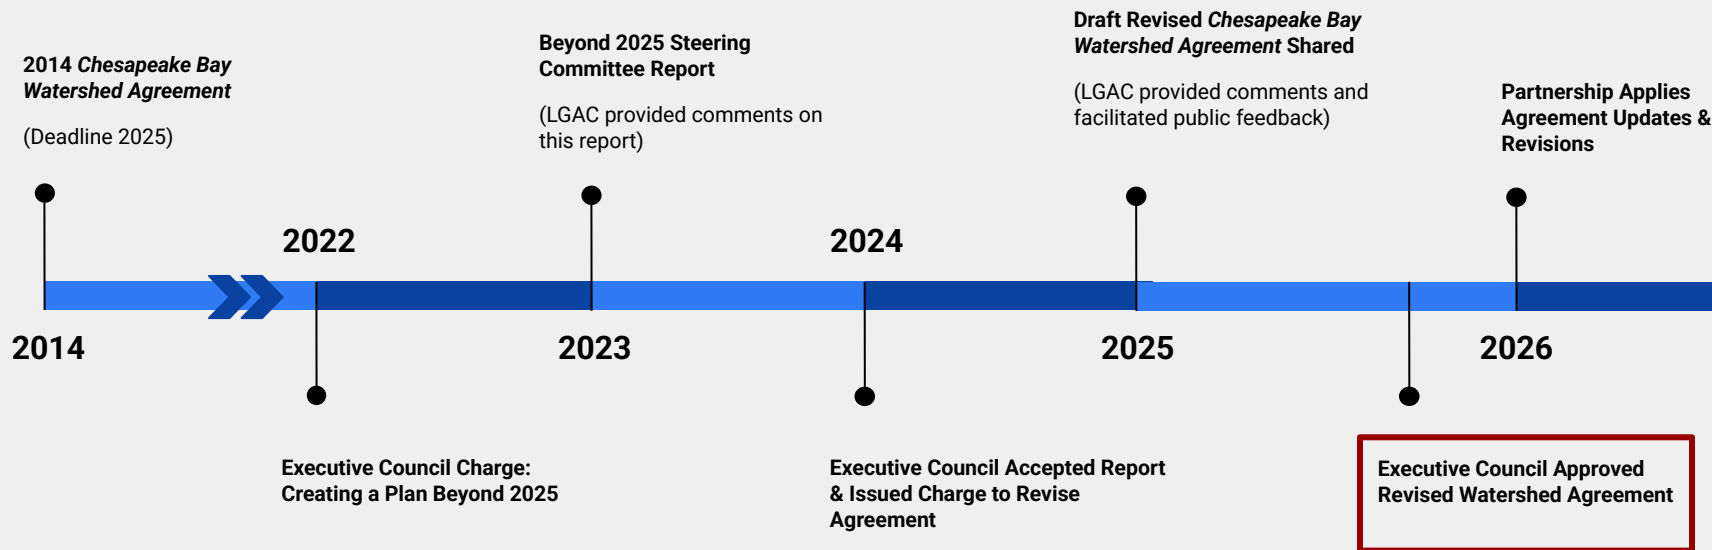 2014 Chesapeake Bay
Watershed Agreement
(Deadline 2025)
Beyond 2025 Steering
Committee Report
(LGAC provided comments on
this report)
Draft Revised Chesapeake Bay
Watershed Agreement Shared
(LGAC provided comments and
facilitated public feedback)
Partnership Applies
Agreement Updates &
Revisions
2022
2024
2014
2023
2025
2026
Executive Council Charge:
Creating a Plan Beyond 2025
Executive Council Accepted Report
& Issued Charge to Revise
Agreement
Executive Council Approved
Revised Watershed Agreement